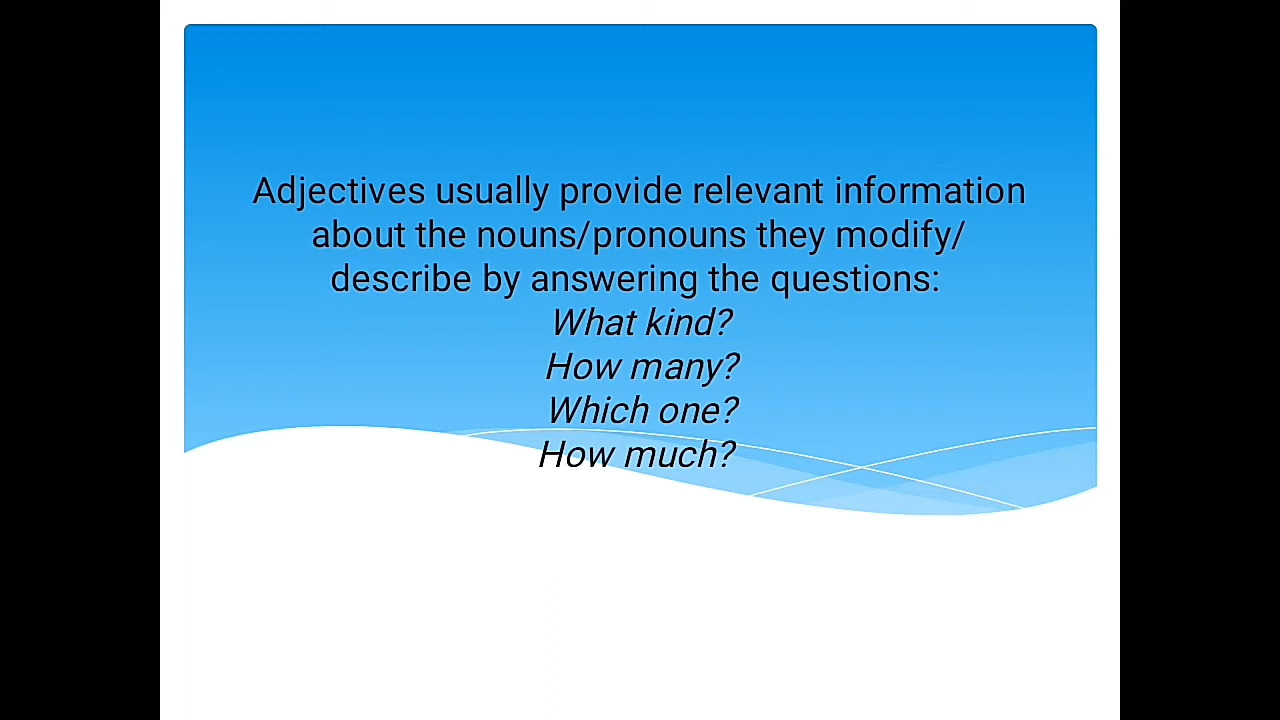 Adjectives usually provide relevant information
about the nouns/pronouns they modify/
describe by answering the questions:
What kind?
How many?
Which one?
How much?